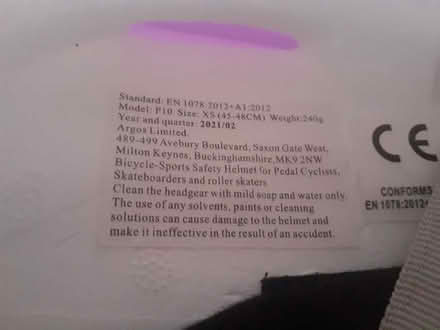 Standard: EN 1078:2012+A1:2012
Model: P10 Size: XS (45-48CM) Weight:240g
Year and quarter: 2021/02
Argos Limited.
489-499 Avebury Boulevard, Saxon Gate West,
Milton Keynes, Buckinghamshire, MK9 2NW
Bicycle-Sports Safety Helmet for Pedal Cyclists,
Skateboarders and roller skaters
Clean the headgear with mild soap and water only.
The use of any solvents, paints or cleaning
solutions can cause damage to the helmet and
make it ineffective in the result of an accident.
CE
CONFORMS
EN 1078:2012+